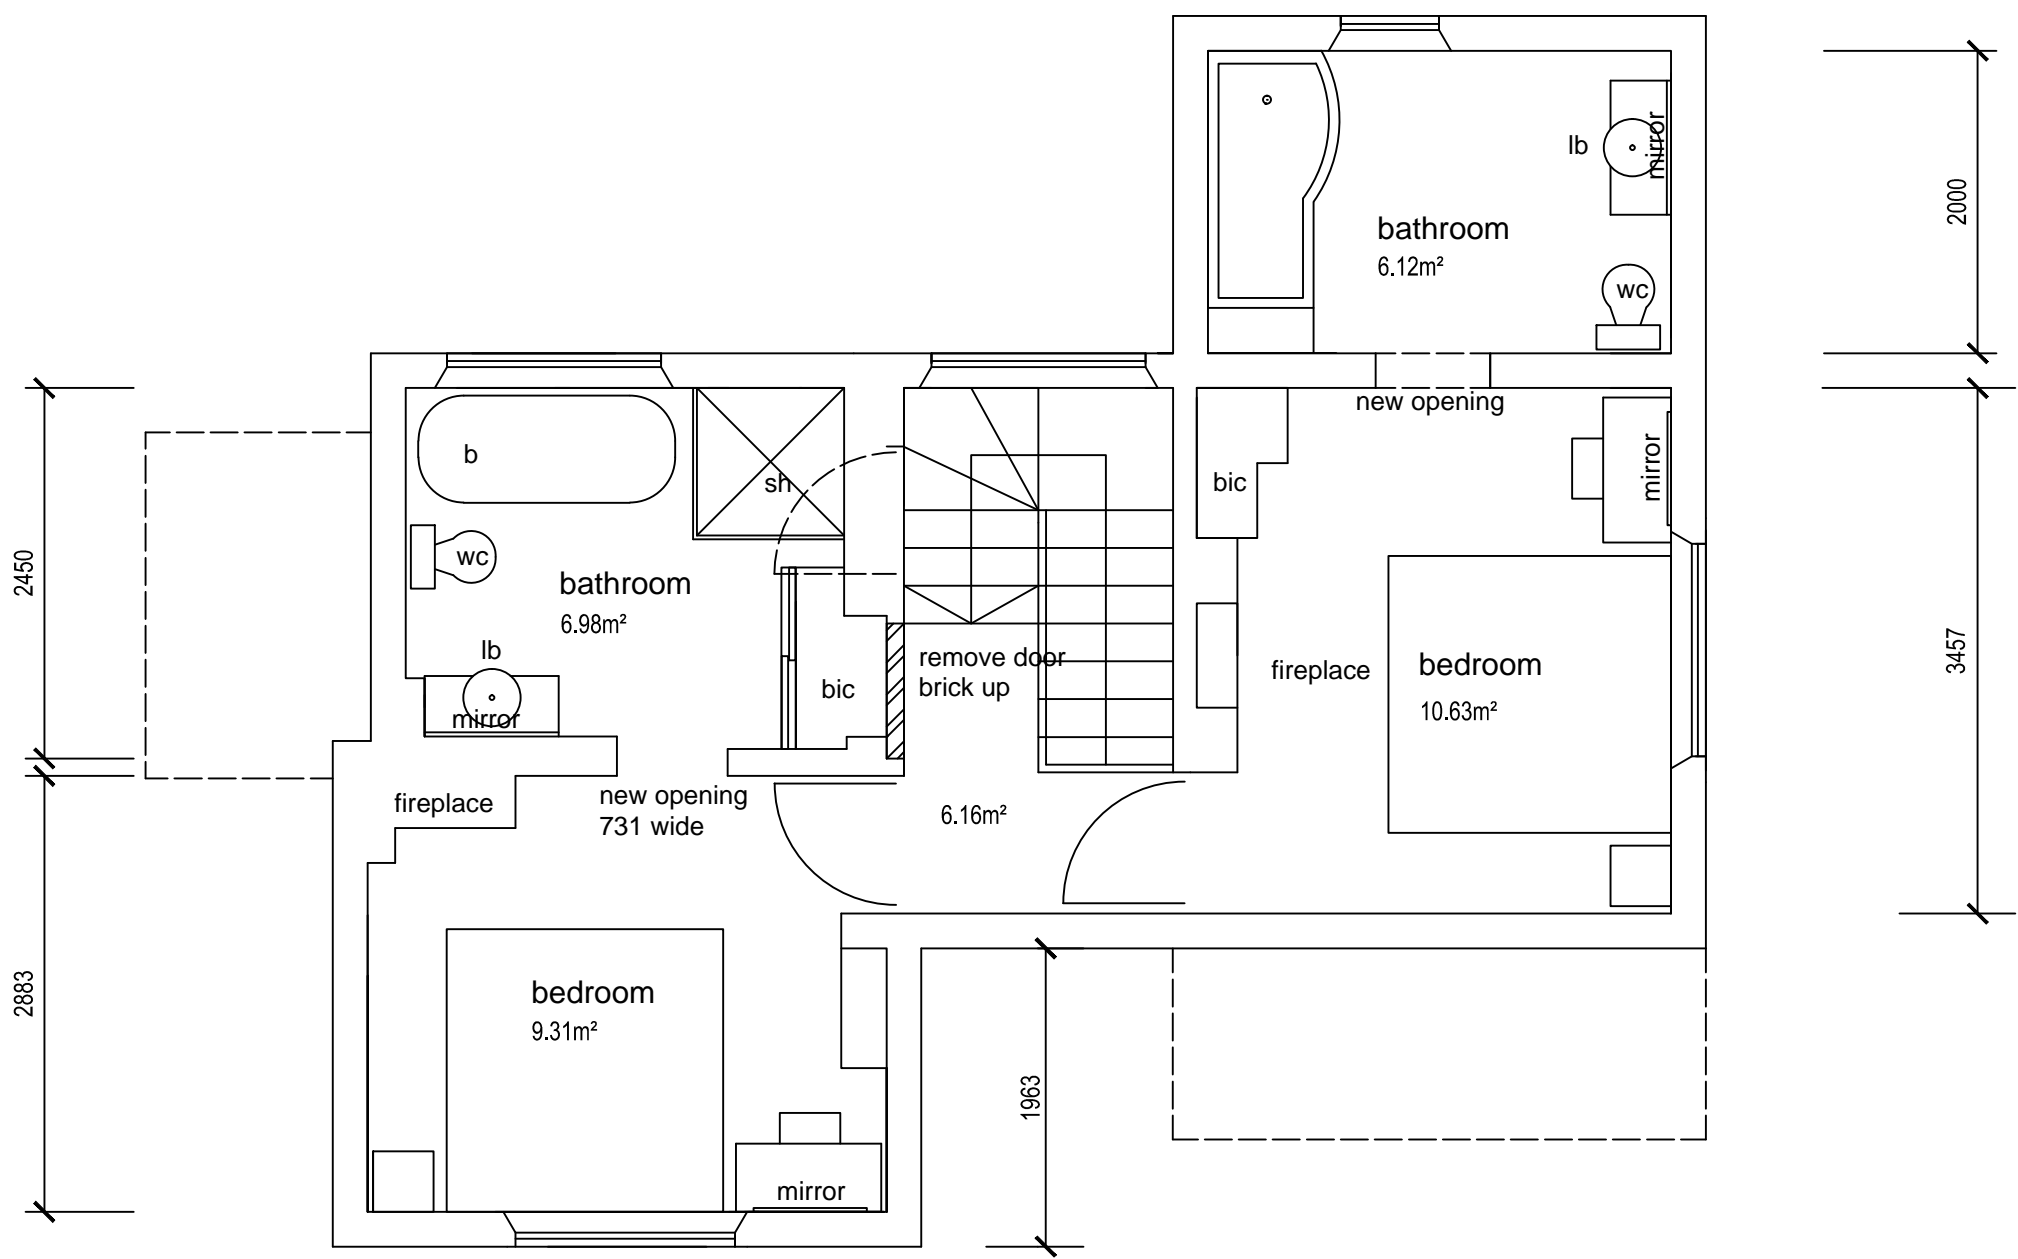 mirror
lb
2000
bathroom
6.12m²
wc
new opening
b
sh
bic
mirror
2450
wc
bathroom
6.98m²
lb
mirror
bic
remove door
brick up
fireplace
bedroom
10.63m²
3457
fireplace
new opening
731 wide
6.16m²
2883
bedroom
9.31m²
1963
mirror